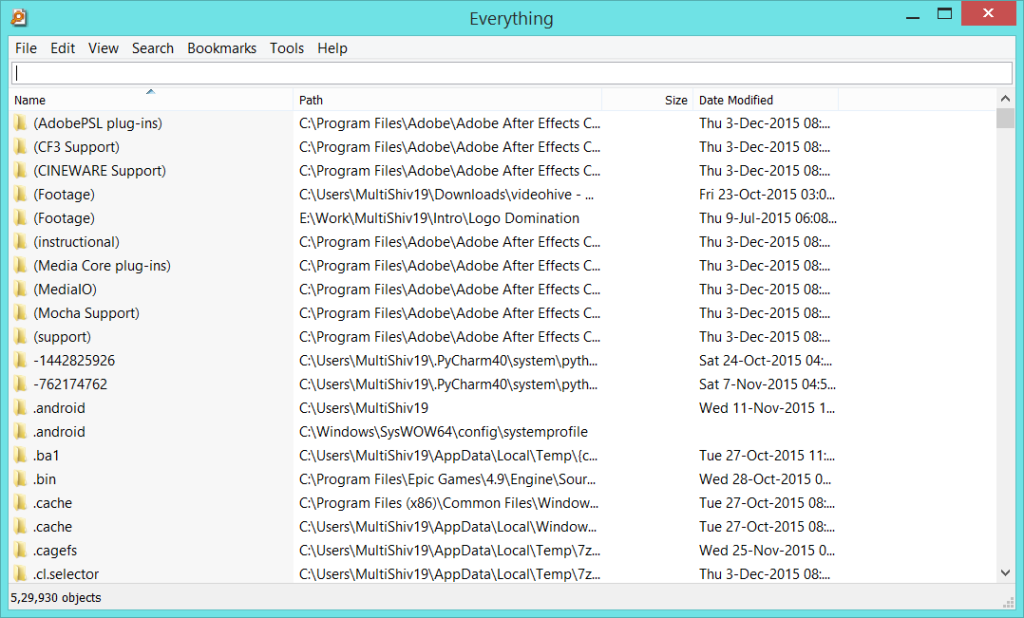 Everything
File Edit View Search Bookmarks Tools Help
Name Path Size Date Modified
(AdobePSL plug-ins) C:\Program Files\Adobe\Adobe After Effects C... Thu 3-Dec-2015 08:...
(CF3 Support) C:\Program Files\Adobe\Adobe After Effects C... Thu 3-Dec-2015 08:...
(CINEWARE Support) C:\Program Files\Adobe\Adobe After Effects C... Thu 3-Dec-2015 08:...
(Footage) C:\Users\MultiShiv19\Downloads\videohive - ... Fri 23-Oct-2015 03:0...
(Footage) E:\Work\MultiShiv19\Intro\Logo Domination Thu 9-Jul-2015 06:08...
(instructional) C:\Program Files\Adobe\Adobe After Effects C... Thu 3-Dec-2015 08:...
(Media Core plug-ins) C:\Program Files\Adobe\Adobe After Effects C... Thu 3-Dec-2015 08:...
(MediaIO) C:\Program Files\Adobe\Adobe After Effects C... Thu 3-Dec-2015 08:...
(Mocha Support) C:\Program Files\Adobe\Adobe After Effects C... Thu 3-Dec-2015 08:...
(support) C:\Program Files\Adobe\Adobe After Effects C... Thu 3-Dec-2015 08:...
-1442825926 C:\Users\MultiShiv19\.PyCharm40\system\pyth... Sat 24-Oct-2015 04:...
-762174762 C:\Users\MultiShiv19\.PyCharm40\system\pyth... Sat 7-Nov-2015 04:5...
.android C:\Users\MultiShiv19 Wed 11-Nov-2015 1...
.android C:\Windows\SysWOW64\config\systemprofile
.ba1 C:\Users\MultiShiv19\AppData\Local\Temp\{c... Tue 27-Oct-2015 11:...
.bin C:\Program Files\Epic Games\4.9\Engine\Sour... Wed 28-Oct-2015 0...
.cache C:\Program Files (x86)\Common Files\Window... Tue 27-Oct-2015 08:...
.cache C:\Users\MultiShiv19\AppData\Local\Window... Tue 27-Oct-2015 08:...
.cagefs C:\Users\MultiShiv19\AppData\Local\Temp\7z... Wed 25-Nov-2015 0...
.cl.selector C:\Users\MultiShiv19\AppData\Local\Temp\7z... Thu 3-Dec-2015 08:...
5,29,930 objects